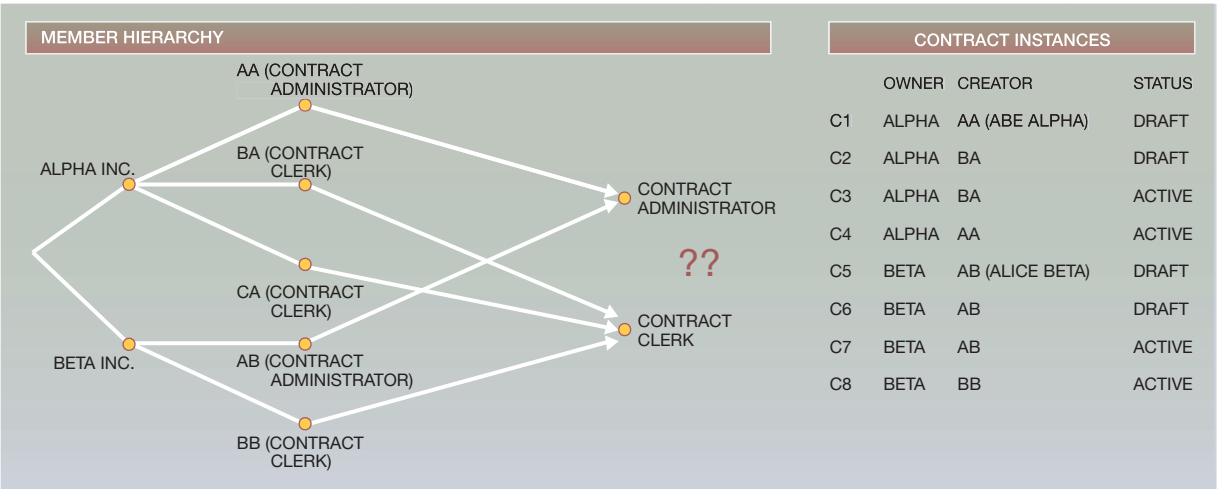 MEMBER HIERARCHY
AA (CONTRACT
ADMINISTRATOR)
BA (CONTRACT
CLERK)
ALPHA INC.
CONTRACT
ADMINISTRATOR
??
CA (CONTRACT
CLERK)
CONTRACT
CLERK
BETA INC.
AB (CONTRACT
ADMINISTRATOR)
BB (CONTRACT
CLERK)
CONTRACT INSTANCES
OWNER CREATOR STATUS
C1 ALPHA AA (ABE ALPHA) DRAFT
C2 ALPHA BA DRAFT
C3 ALPHA BA ACTIVE
C4 ALPHA AA ACTIVE
C5 BETA AB (ALICE BETA) DRAFT
C6 BETA AB DRAFT
C7 BETA AB ACTIVE
C8 BETA BB ACTIVE